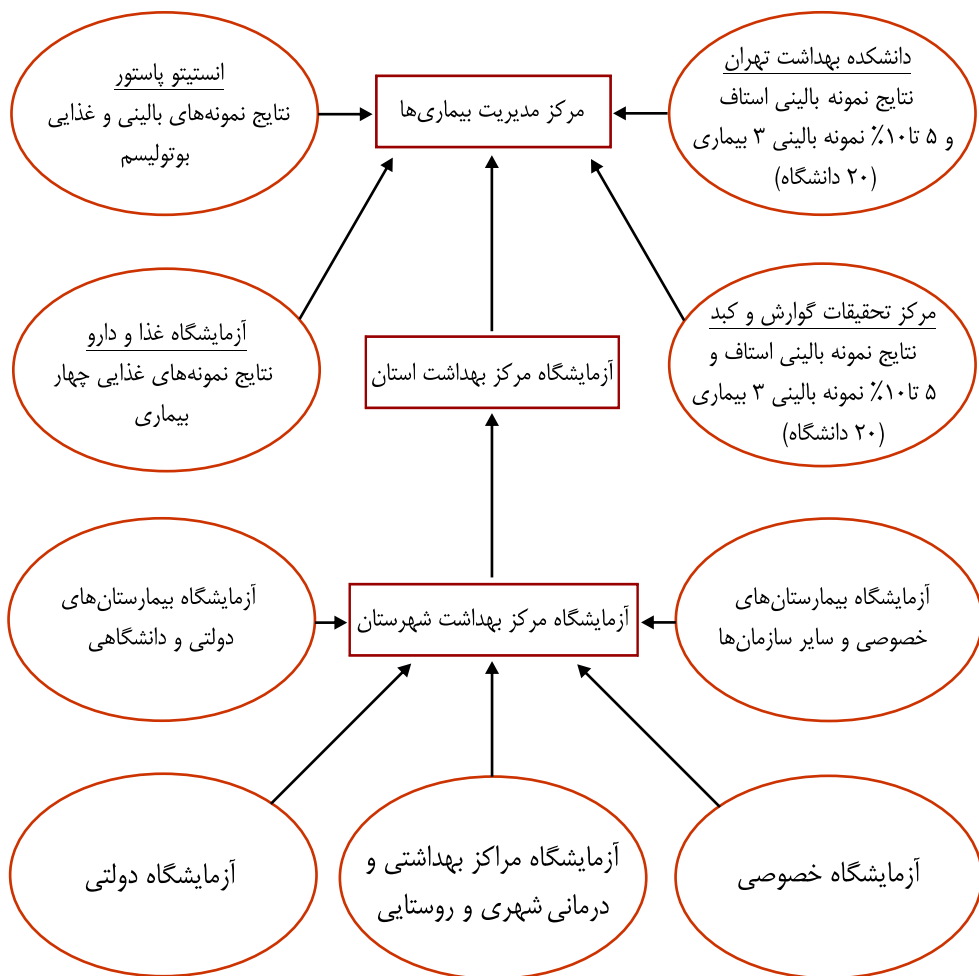 دانشکده بهداشت تهران
نتایج نمونه بالینی استاف
و ۵ تا ۱۰٪ نمونه بالینی ۳ بیماری
(۲۰ دانشگاه)
مرکز مدیریت بیماری‌ها
انستیتو پاستور
نتایج نمونه‌های بالینی و غذایی
بوتولیسم
مرکز تحقیقات گوارش و کبد
نتایج نمونه بالینی استاف و
۵ تا ۱۰٪ نمونه بالینی ۳ بیماری
(۲۰ دانشگاه)
آزمایشگاه مرکز بهداشت استان
آزمایشگاه غذا و دارو
نتایج نمونه‌های غذایی چهار
بیماری
آزمایشگاه بیمارستان‌های
خصوصی و سایر سازمان‌ها
آزمایشگاه مرکز بهداشت شهرستان
آزمایشگاه بیمارستان‌های
دولتی و دانشگاهی
آزمایشگاه خصوصی
آزمایشگاه مراکز بهداشتی و
درمانی شهری و روستایی
آزمایشگاه دولتی